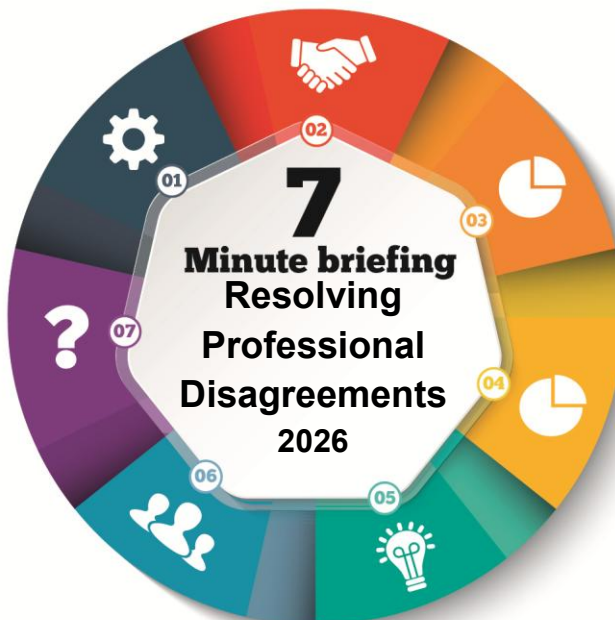 7
Minute briefing
Resolving
Professional
Disagreements
2026
01
02
03
04
05
06
07
?